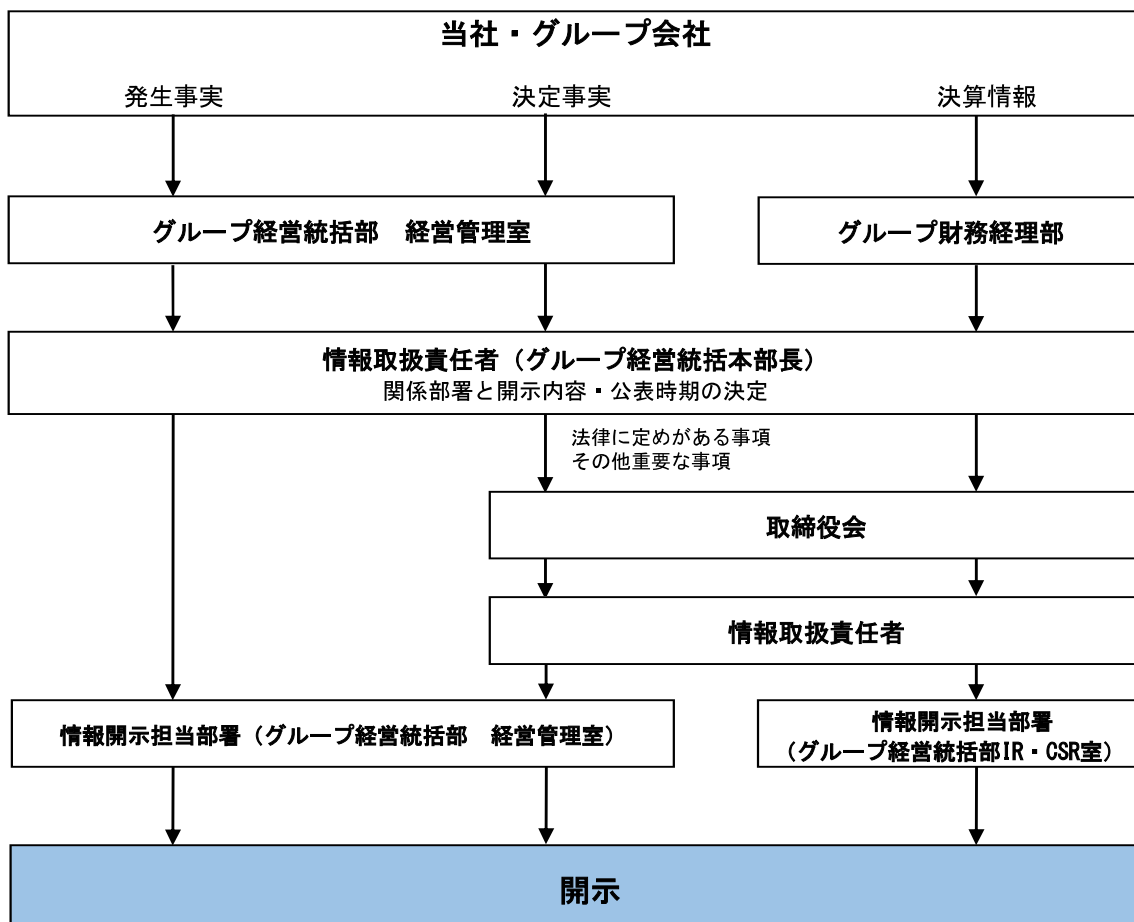 当社・グループ会社
発生事実 決定事実 決算情報
グループ経営統括部　経営管理室
グループ財務経理部
情報取扱責任者（グループ経営統括本部長）
関係部署と開示内容・公表時期の決定
法律に定めがある事項
その他重要な事項
取締役会
情報取扱責任者
情報開示担当部署（グループ経営統括部　経営管理室）
情報開示担当部署
（グループ経営統括部IR・CSR室）
開示